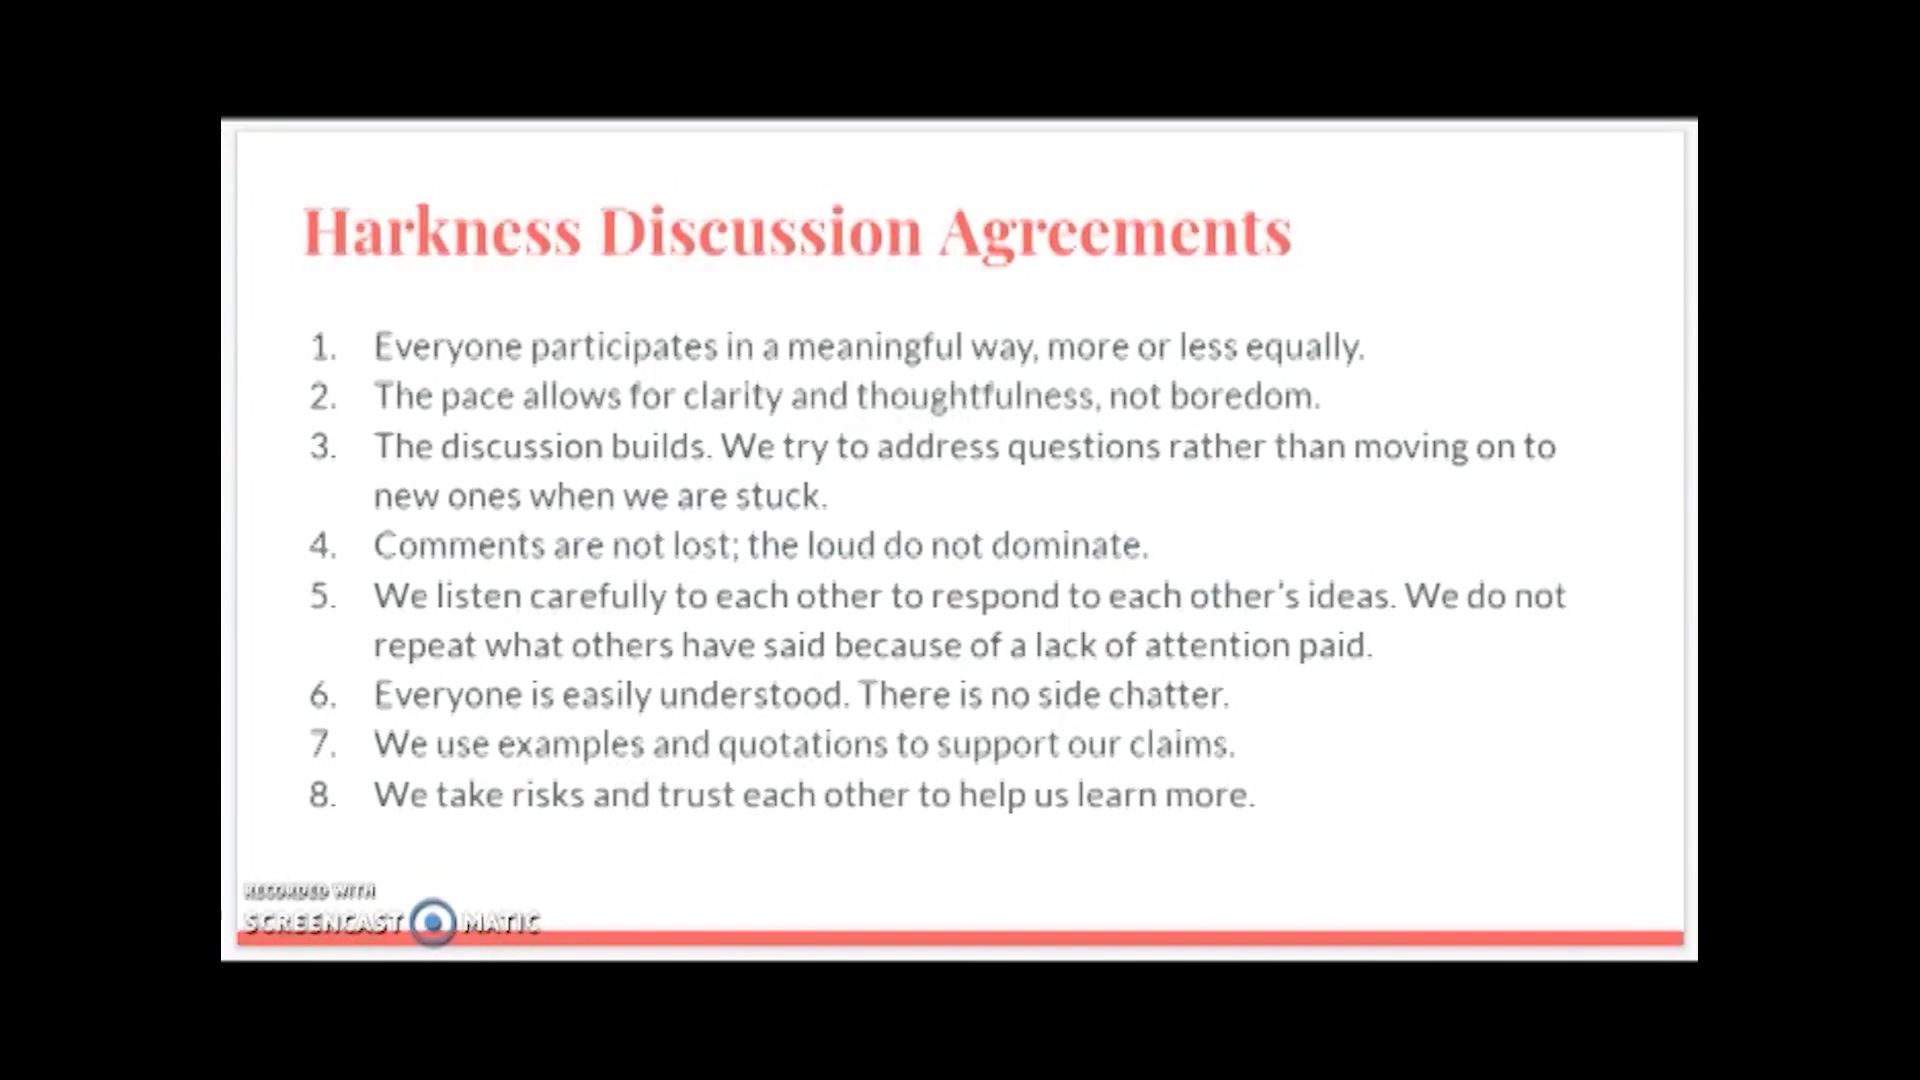 Harkness Discussion Agreements
1. Everyone participates in a meaningful way, more or less equally.
2. The pace allows for clarity and thoughtfulness, not boredom.
3. The discussion builds. We try to address questions rather than moving on to
new ones when we are stuck.
4. Comments are not lost; the loud do not dominate.
5. We listen carefully to each other to respond to each other's ideas. We do not
repeat what others have said because of a lack of attention paid.
6. Everyone is easily understood. There is no side chatter.
7. We use examples and quotations to support our claims.
8. We take risks and trust each other to help us learn more.
RECORDED WITH
SCREENCAST MATIC